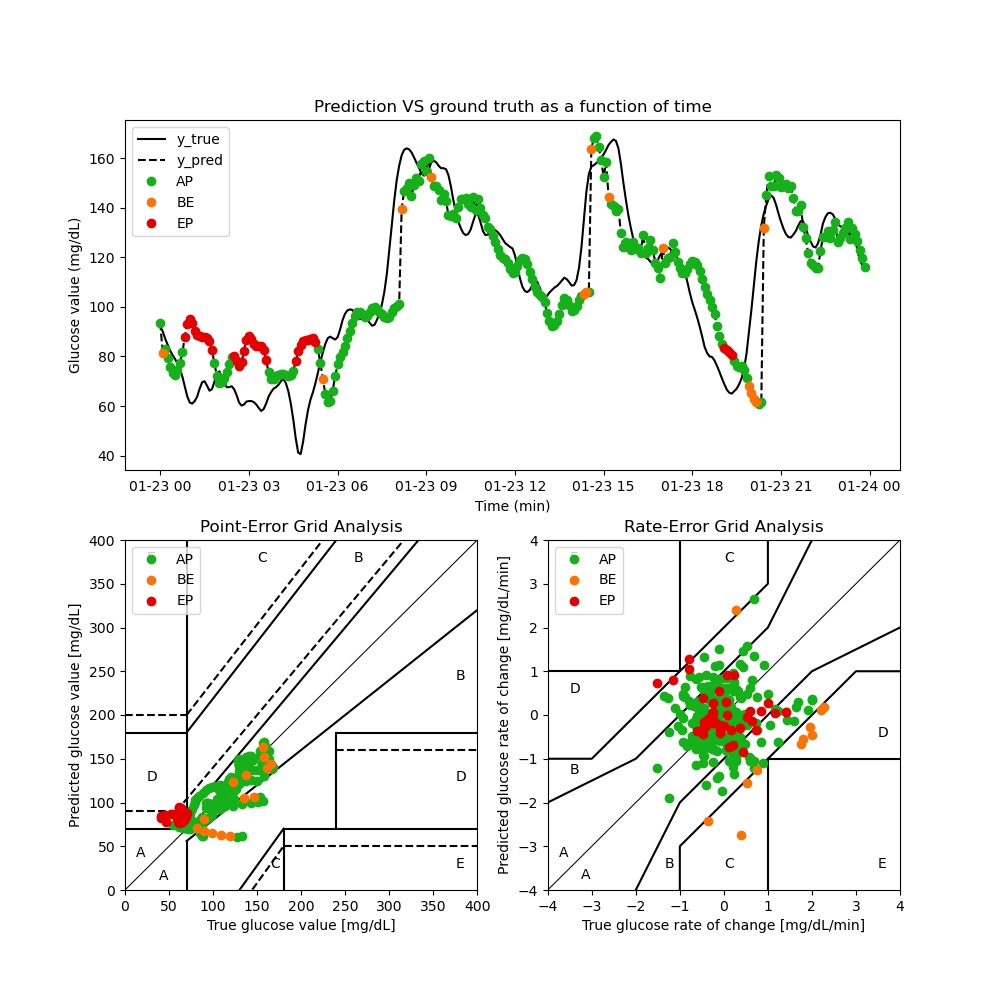 Prediction VS ground truth as a function of time
Glucose value (mg/dL)
160
140
120
100
80
60
40
y_true
y_pred
AP
BE
EP
01-23 00 01-23 03 01-23 06 01-23 09 01-23 12 01-23 15 01-23 18 01-23 21 01-24 00
Time (min)
Point-Error Grid Analysis
Predicted glucose value [mg/dL]
400
350
300
250
200
150
100
50
0
AP
BE
EP
C
B
B
D
D
A
A
C
E
0 50 100 150 200 250 300 350 400
True glucose value [mg/dL]
Rate-Error Grid Analysis
Predicted glucose rate of change [mg/dL/min]
4
3
2
1
0
−1
−2
−3
−4
AP
BE
EP
C
D
D
B
A
A
B
C
E
−4 −3 −2 −1 0 1 2 3 4
True glucose rate of change [mg/dL/min]